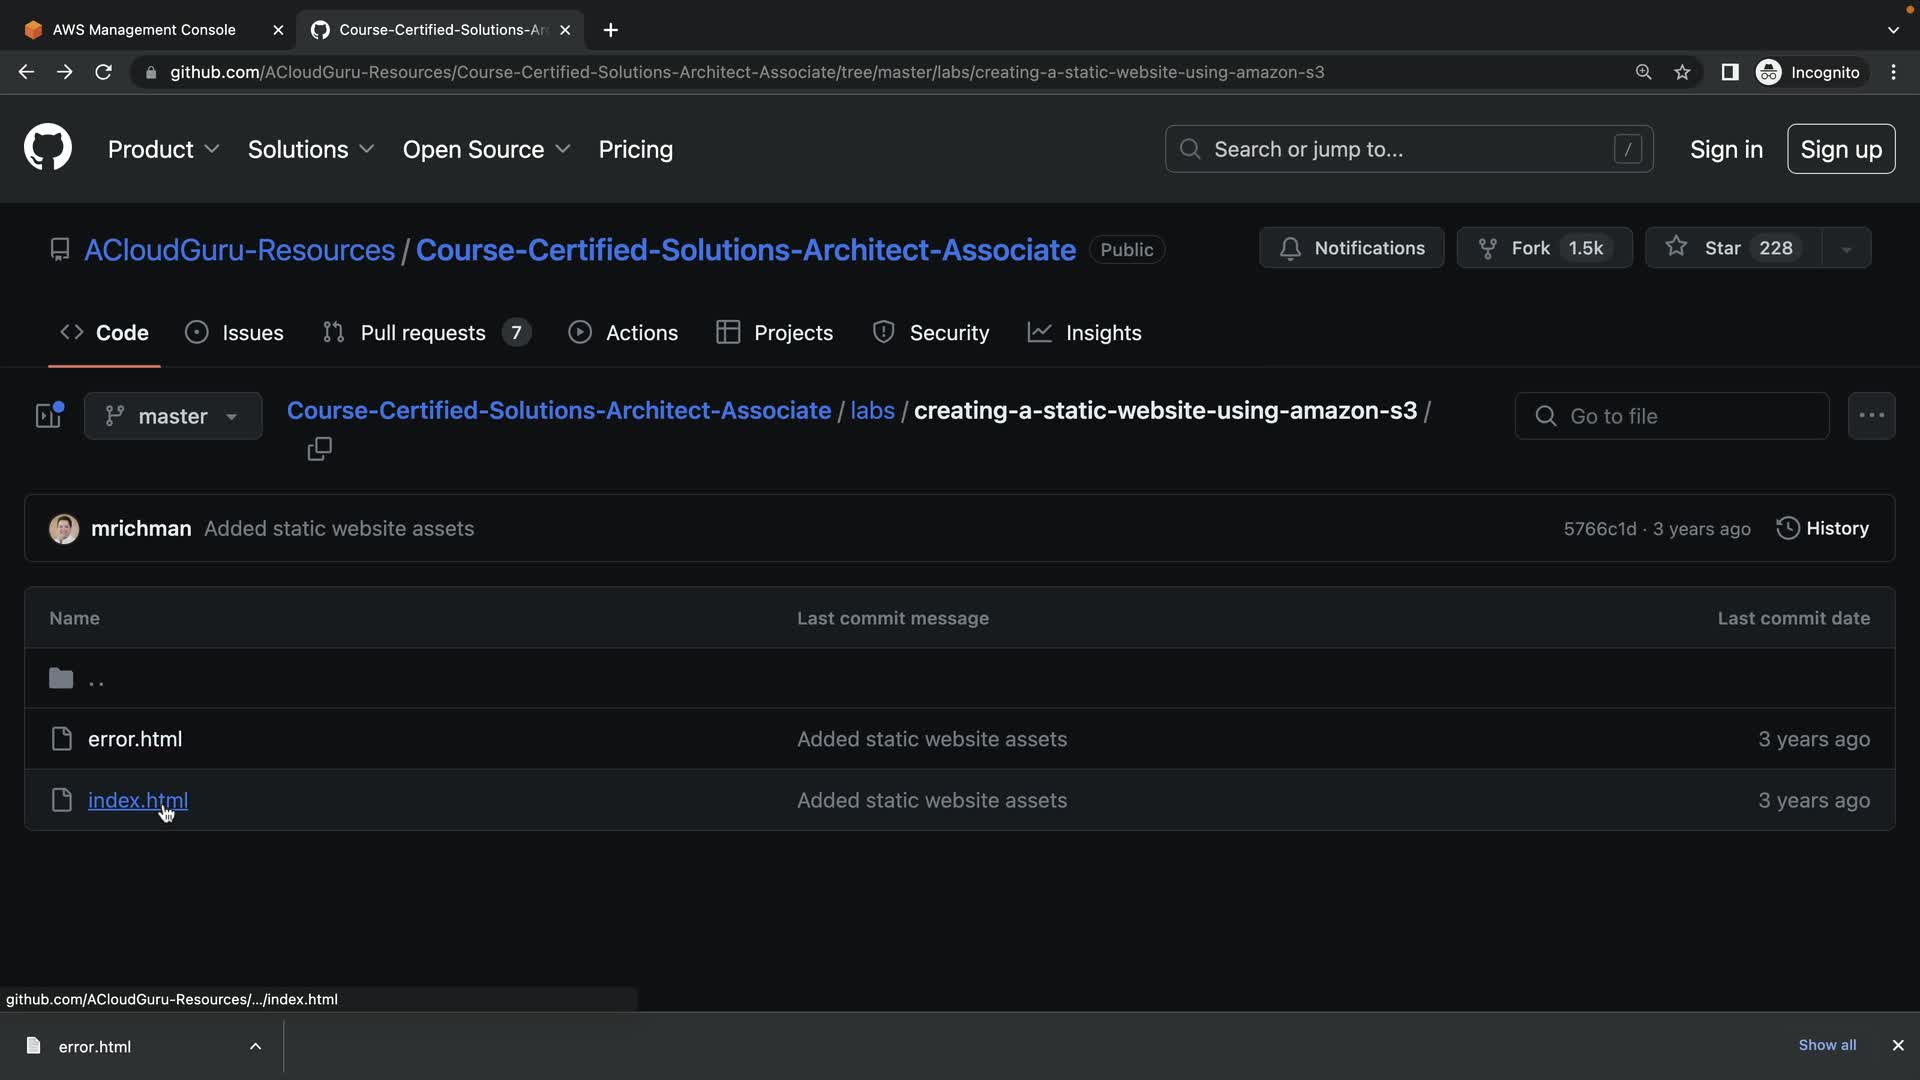 AWS Management Console
Course-Certified-Solutions-Ar
github.com/ACloudGuru-Resources/Course-Certified-Solutions-Architect-Associate/tree/master/labs/creating-a-static-website-using-amazon-s3
Incognito
Product Solutions Open Source Pricing
Search or jump to... /
Sign in Sign up
ACloudGuru-Resources / Course-Certified-Solutions-Architect-Associate Public
Notifications Fork 1.5k Star 228
Code Issues Pull requests 7 Actions Projects Security Insights
master Course-Certified-Solutions-Architect-Associate / labs / creating-a-static-website-using-amazon-s3 /
Go to file
mrichman Added static website assets 5766c1d · 3 years ago History
Name Last commit message Last commit date
..
error.html Added static website assets 3 years ago
index.html Added static website assets 3 years ago
github.com/ACloudGuru-Resources/.../index.html
error.html Show all